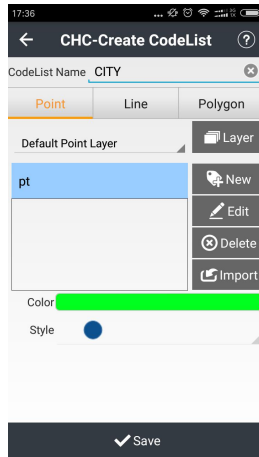 17:36 ...
CHC-Create CodeList ?
CodeList Name CITY
Point Line Polygon
Default Point Layer Layer
pt New
Edit
Delete
Import
Color
Style
Save